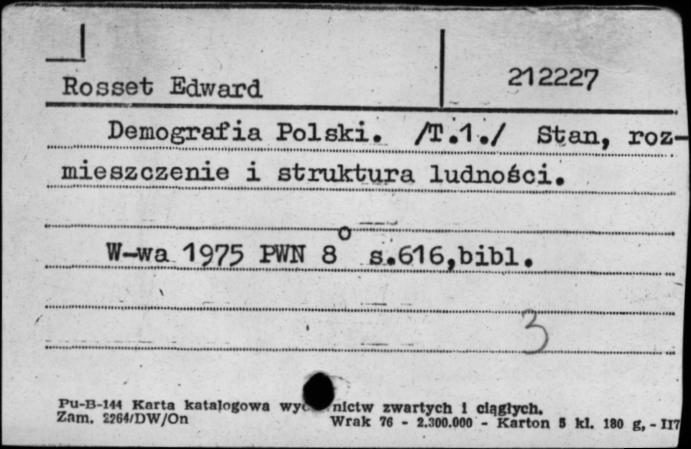 Rosset Edward 212227
Demografia Polski. /T.1./ Stan, roz-
mieszczenie i struktura ludności.
W-wa 1975 PWN 8° s.616,bibl.
3
Pu-B-144 Karta katalogowa zwartych i ciągłych.
Zam. 2264/DW/On Wrak 76 - 2.300.000 - Karton 5 kl. 180 g, - 117